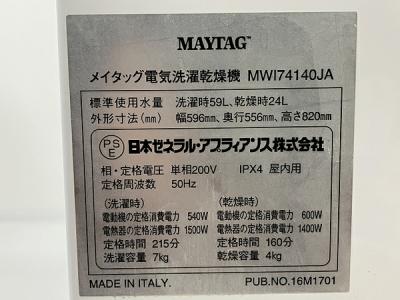 MAYTAG
メイタッグ電気洗濯乾燥機 MWI74140JA
標準使用水量 洗濯時59L、乾燥時24L
外形寸法(mm) 幅596mm、奥行556mm、高さ820mm
PSE 日本ゼネラル・アプライアンス株式会社
相・定格電圧 単相200V IPX4 屋内用
定格周波数 50Hz
(洗濯時) (乾燥時)
電動機の定格消費電力 540W 電動機の定格消費電力 600W
電熱器の定格消費電力 1500W 電熱器の定格消費電力 1400W
定格時間 215分 定格時間 160分
洗濯容量 7kg 乾燥容量 4kg
MADE IN ITALY. PUB.NO.16M1701